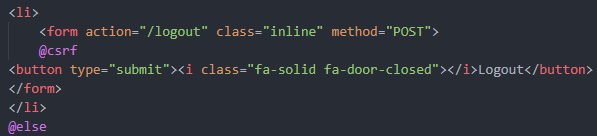 <li>
<form action="/logout" class="inline" method="POST">
@csrf
<button type="submit"><i class="fa-solid fa-door-closed"></i>Logout</button>
</form>
</li>
@else